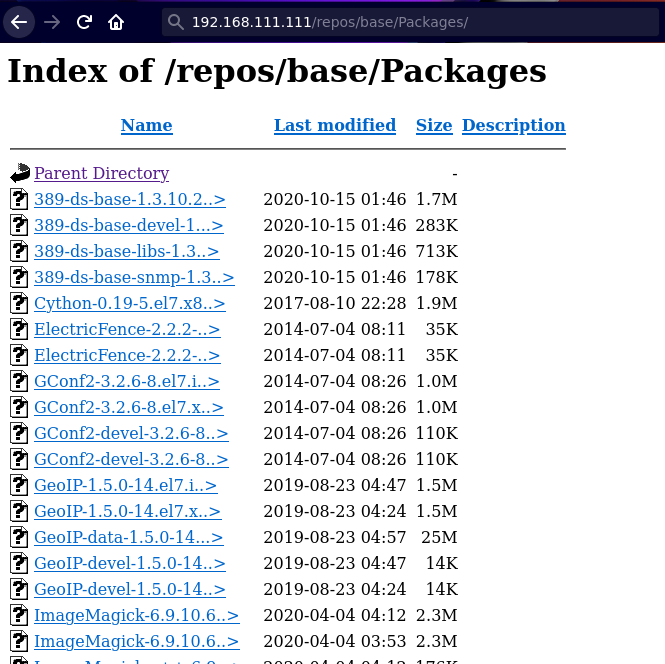 192.168.111.111/repos/base/Packages/
Index of /repos/base/Packages
Name Last modified Size Description
Parent Directory -
389-ds-base-1.3.10.2..> 2020-10-15 01:46 1.7M
389-ds-base-devel-1...> 2020-10-15 01:46 283K
389-ds-base-libs-1.3..> 2020-10-15 01:46 713K
389-ds-base-snmp-1.3..> 2020-10-15 01:46 178K
Cython-0.19-5.el7.x8..> 2017-08-10 22:28 1.9M
ElectricFence-2.2.2-..> 2014-07-04 08:11 35K
ElectricFence-2.2.2-..> 2014-07-04 08:11 35K
GConf2-3.2.6-8.el7.i..> 2014-07-04 08:26 1.0M
GConf2-3.2.6-8.el7.x..> 2014-07-04 08:26 1.0M
GConf2-devel-3.2.6-8..> 2014-07-04 08:26 110K
GConf2-devel-3.2.6-8..> 2014-07-04 08:26 110K
GeoIP-1.5.0-14.el7.i..> 2019-08-23 04:47 1.5M
GeoIP-1.5.0-14.el7.x..> 2019-08-23 04:24 1.5M
GeoIP-data-1.5.0-14...> 2019-08-23 04:57 25M
GeoIP-devel-1.5.0-14..> 2019-08-23 04:47 14K
GeoIP-devel-1.5.0-14..> 2019-08-23 04:24 14K
ImageMagick-6.9.10.6..> 2020-04-04 04:12 2.3M
ImageMagick-6.9.10.6..> 2020-04-04 03:53 2.3M